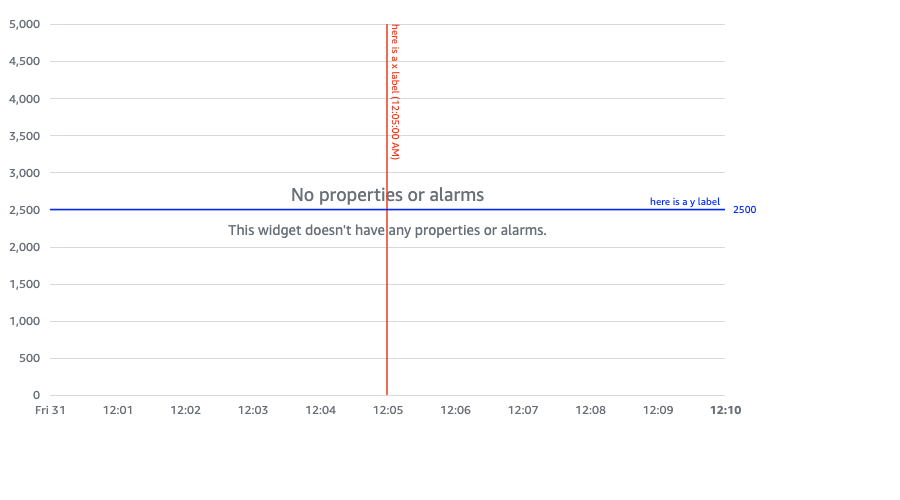 5,000
4,500
4,000
3,500
3,000
2,500
2,000
1,500
1,000
500
0
here is a x label (12:05:00 AM)
No properties or alarms
here is a y label
2500
This widget doesn't have any properties or alarms.
Fri 31 12:01 12:02 12:03 12:04 12:05 12:06 12:07 12:08 12:09 12:10